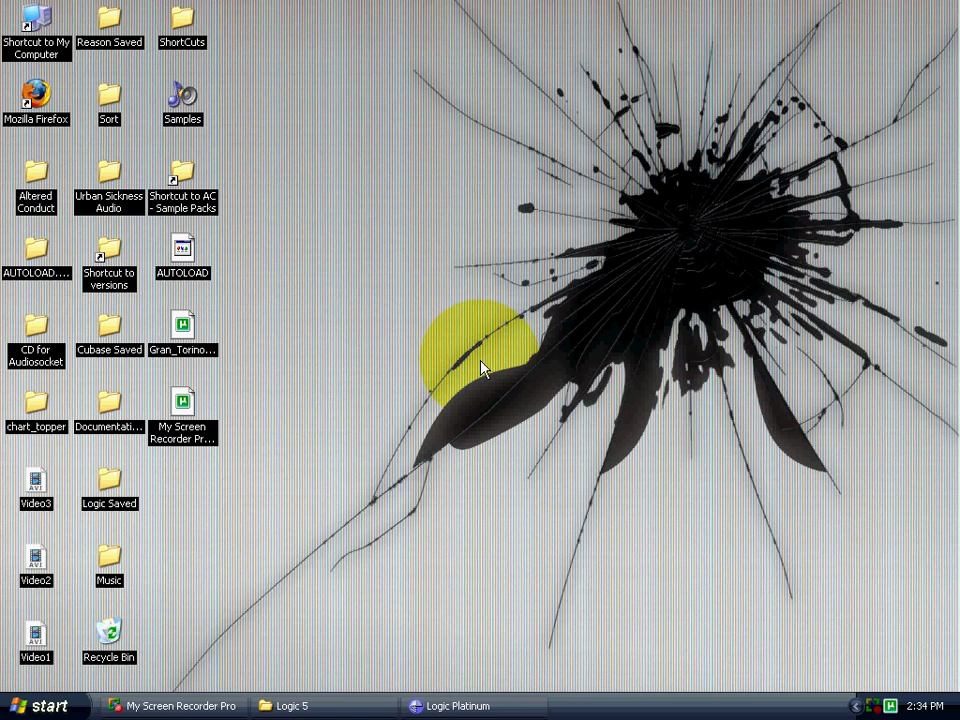 Shortcut to My
Computer
Reason Saved
ShortCuts
Mozilla Firefox
Sort
Samples
Altered
Conduct
Urban Sickness
Audio
Shortcut to AC
- Sample Packs
AUTOLOAD....
Shortcut to
versions
AUTOLOAD
CD for
Audiosocket
Cubase Saved
Gran_Torino...
chart_topper
Documentati...
My Screen
Recorder Pr...
Video3
Logic Saved
Video2
Music
Video1
Recycle Bin
start
My Screen Recorder Pro
Logic 5
Logic Platinum
2:34 PM